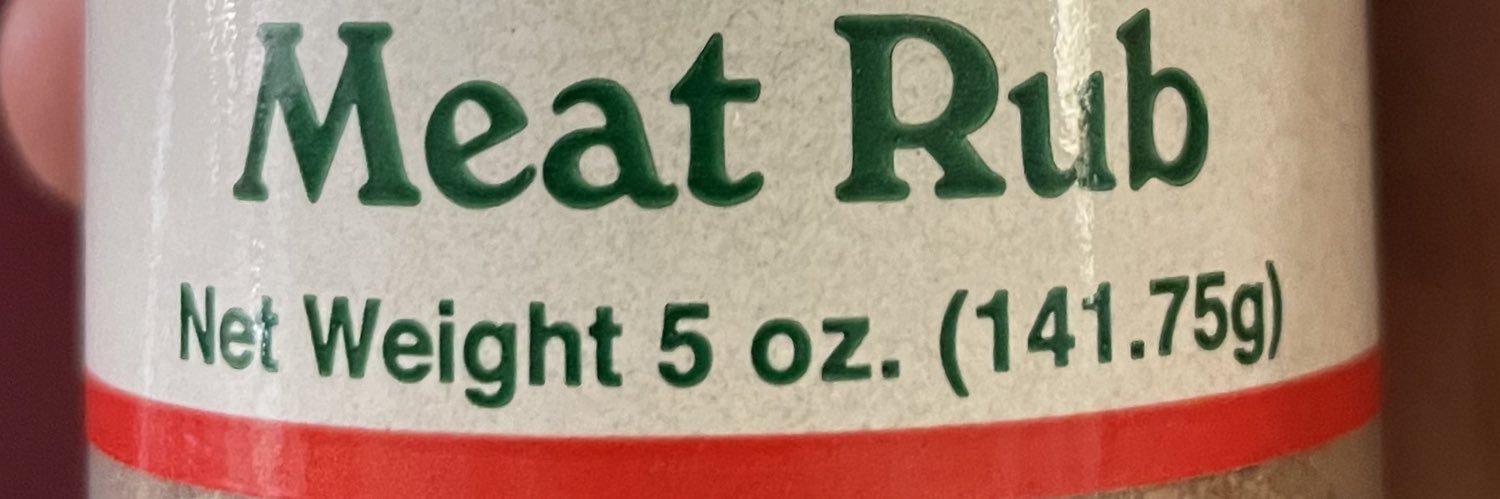 Meat Rub
Net Weight 5 oz. (141.75g)